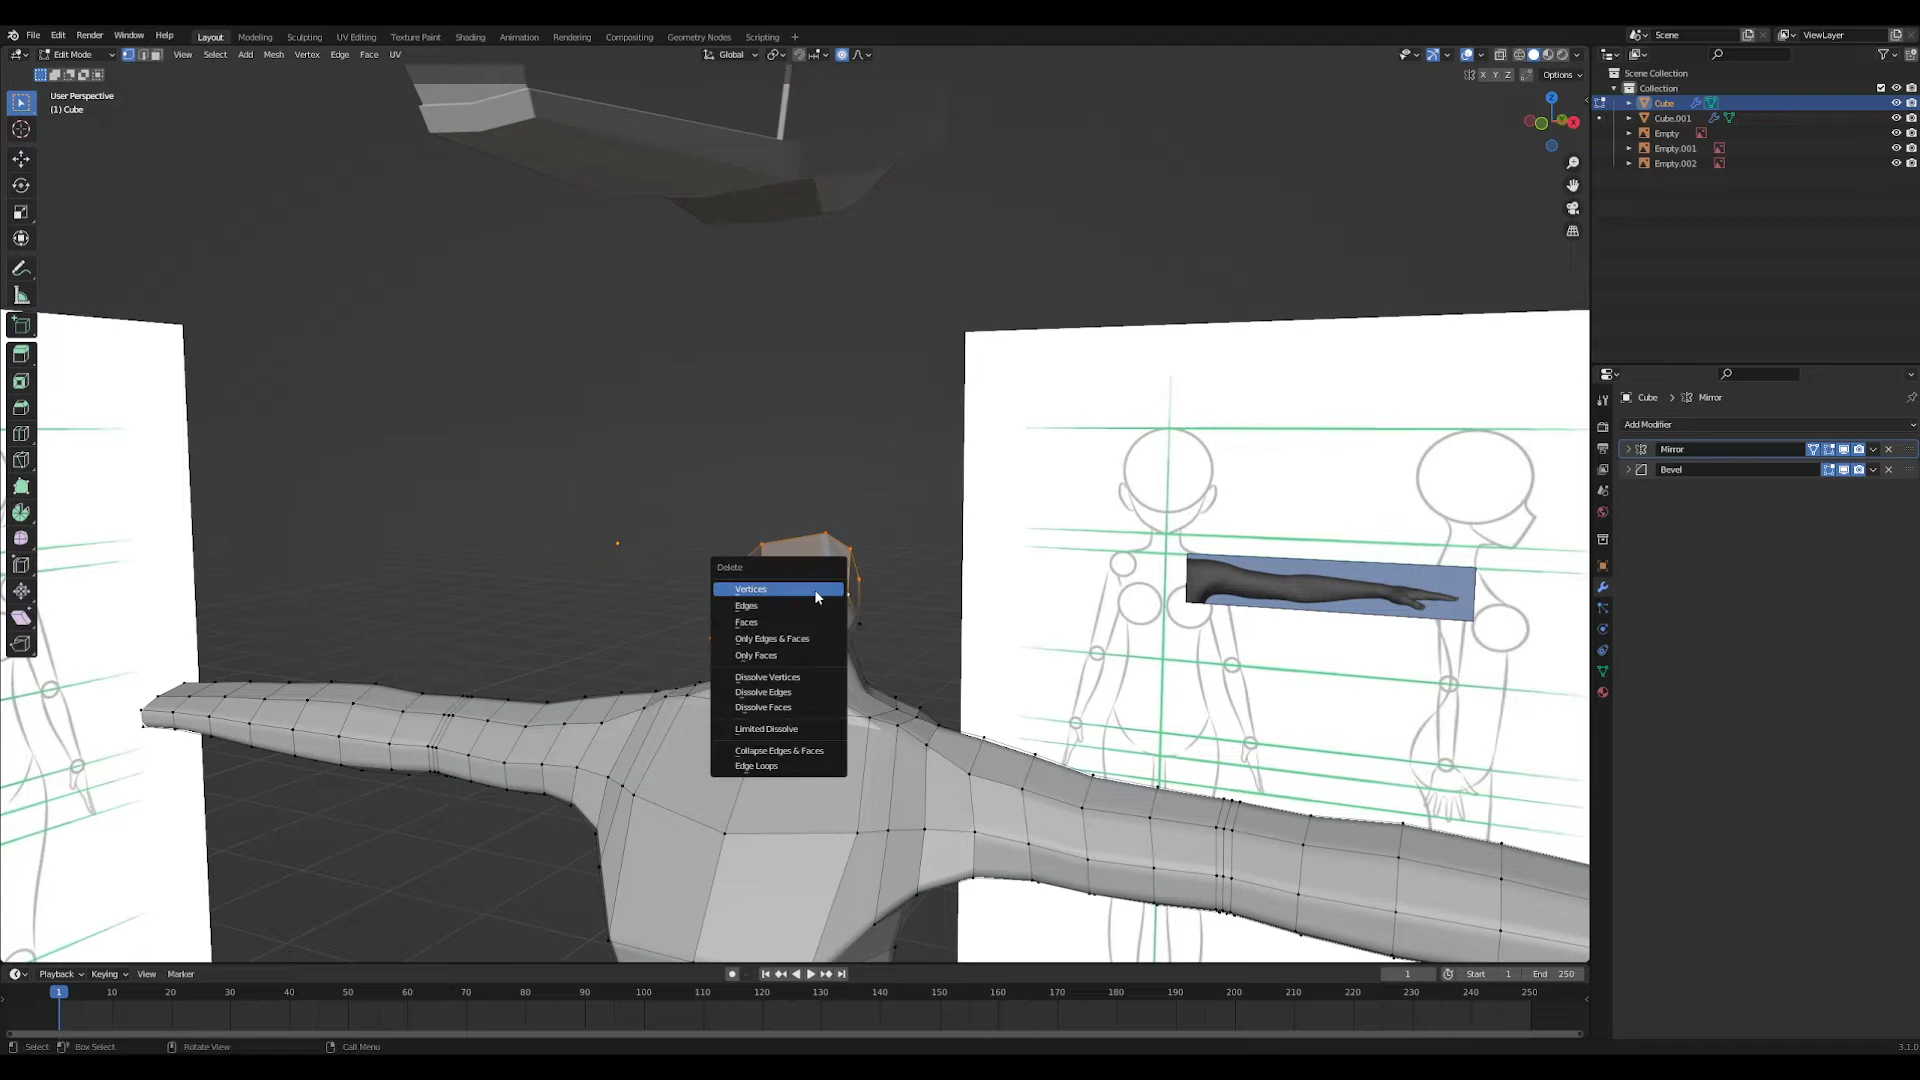 File Edit Render Window Help Layout Modeling Sculpting UV Editing Texture Paint Shading Animation Rendering Compositing Geometry Nodes Scripting + Scene ViewLayer
Edit Mode View Select Add Mesh Vertex Edge Face UV Global
X Y Z Options
User Perspective
(1) Cube
Z
X
Scene Collection
Collection
Cube
Cube.001
Empty
Empty.001
Empty.002
Cube > Mirror
Add Modifier
Mirror
Bevel
Delete
Vertices
Edges
Faces
Only Edges & Faces
Only Faces
Dissolve Vertices
Dissolve Edges
Dissolve Faces
Limited Dissolve
Collapse Edges & Faces
Edge Loops
Playback Keying View Marker 1 Start 1 End 250
1 10 20 30 40 50 60 70 80 90 100 110 120 130 140 150 160 170 180 190 200 210 220 230 240 250
Select Box Select Rotate View Call Menu 3.1.0